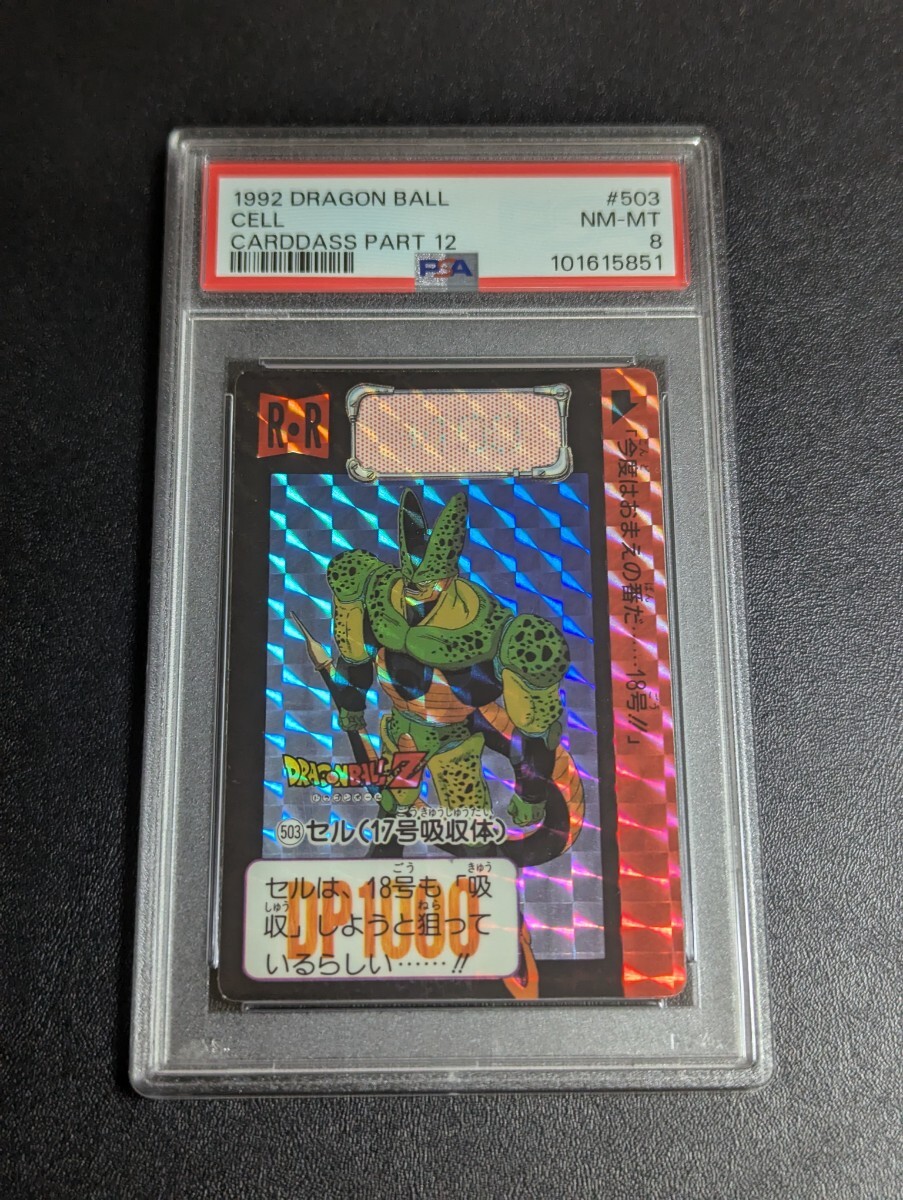 1992 DRAGON BALL
CELL
CARDDASS PART 12
#503
NM-MT
8
101615851
PSA
R•R
「今度はおまえの番だ……18号!!」
DRAGONBALL Z
503 セル(17号吸収体)
DP1000
セルは、18号も「吸
収」しようと狙って
いるらしい……!!